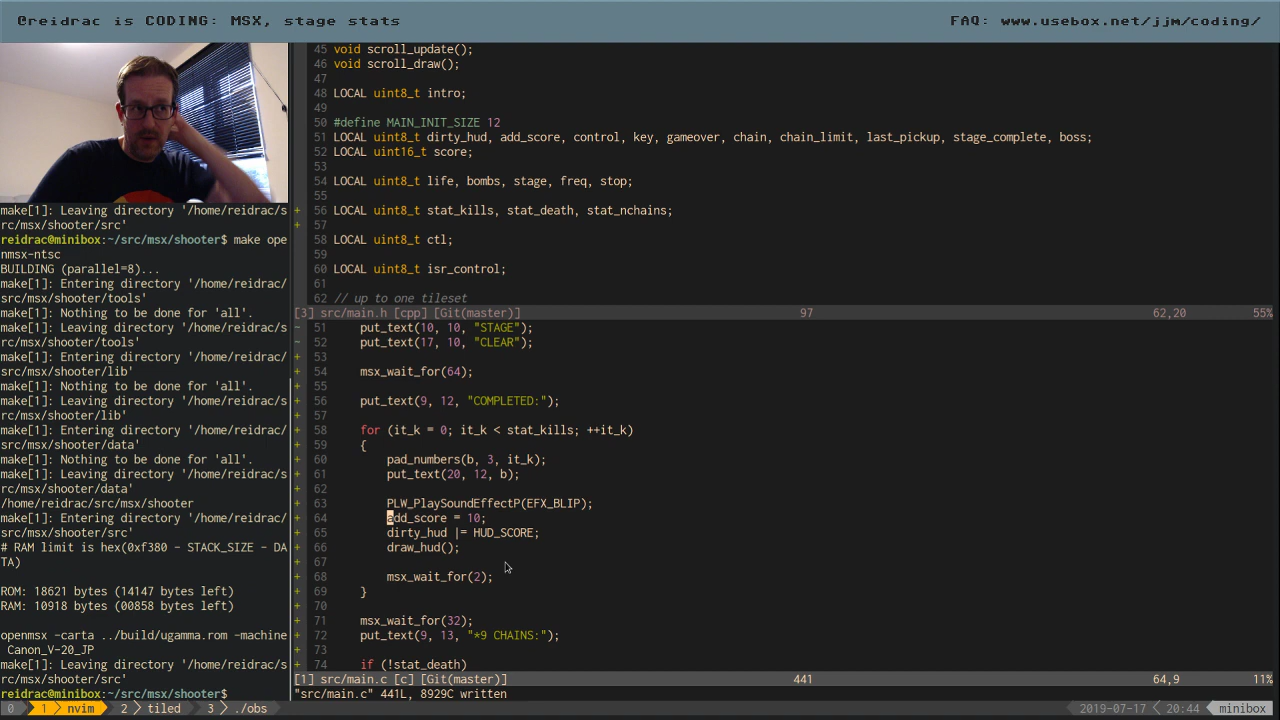 @reidrac is CODING: MSX, stage stats
FAQ: www.usebox.net/jjm/coding/
make[1]: Leaving directory '/home/reidrac/s
rc/msx/shooter/src'
reidrac@minibox:~/src/msx/shooter$ make ope
nmsx-ntsc
BUILDING (parallel=8)...
make[1]: Entering directory '/home/reidrac/
src/msx/shooter/tools'
make[1]: Nothing to be done for 'all'.
make[1]: Leaving directory '/home/reidrac/s
rc/msx/shooter/tools'
make[1]: Entering directory '/home/reidrac/
src/msx/shooter/lib'
make[1]: Nothing to be done for 'all'.
make[1]: Leaving directory '/home/reidrac/s
rc/msx/shooter/lib'
make[1]: Entering directory '/home/reidrac/
src/msx/shooter/data'
make[1]: Nothing to be done for 'all'.
make[1]: Leaving directory '/home/reidrac/s
rc/msx/shooter/data'
/home/reidrac/src/msx/shooter
make[1]: Entering directory '/home/reidrac/
src/msx/shooter/src'
# RAM limit is hex(0xf380 - STACK_SIZE - DA
TA)
ROM: 18621 bytes (14147 bytes left)
RAM: 10918 bytes (00858 bytes left)
openmsx -carta ../build/ugamma.rom -machine
 Canon_V-20_JP
make[1]: Leaving directory '/home/reidrac/s
rc/msx/shooter/src'
reidrac@minibox:~/src/msx/shooter$
45 void scroll_update();
46 void scroll_draw();
47
48 LOCAL uint8_t intro;
49
50 #define MAIN_INIT_SIZE 12
51 LOCAL uint8_t dirty_hud, add_score, control, key, gameover, chain, chain_limit, last_pickup, stage_complete, boss;
52 LOCAL uint16_t score;
53
54 LOCAL uint8_t life, bombs, stage, freq, stop;
55
+ 56 LOCAL uint8_t stat_kills, stat_death, stat_nchains;
+ 57
58 LOCAL uint8_t ctl;
59
60 LOCAL uint8_t isr_control;
61
62 // up to one tileset
[3] src/main.h [cpp] [Git(master)] 97 62,20 55%
~ 51 put_text(10, 10, "STAGE");
~ 52 put_text(17, 10, "CLEAR");
+ 53
+ 54 msx_wait_for(64);
+ 55
+ 56 put_text(9, 12, "COMPLETED:");
+ 57
+ 58 for (it_k = 0; it_k < stat_kills; ++it_k)
+ 59 {
+ 60 pad_numbers(b, 3, it_k);
+ 61 put_text(20, 12, b);
+ 62
+ 63 PLW_PlaySoundEffectP(EFX_BLIP);
+ 64 add_score = 10;
+ 65 dirty_hud |= HUD_SCORE;
+ 66 draw_hud();
+ 67
+ 68 msx_wait_for(2);
+ 69 }
+ 70
+ 71 msx_wait_for(32);
+ 72 put_text(9, 13, "*9 CHAINS:");
+ 73
+ 74 if (!stat_death)
[1] src/main.c [c] [Git(master)] 441 64,9 11%
"src/main.c" 441L, 8929C written
0 1 nvim 2 tiled 3 ./obs 2019-07-17 20:44 minibox